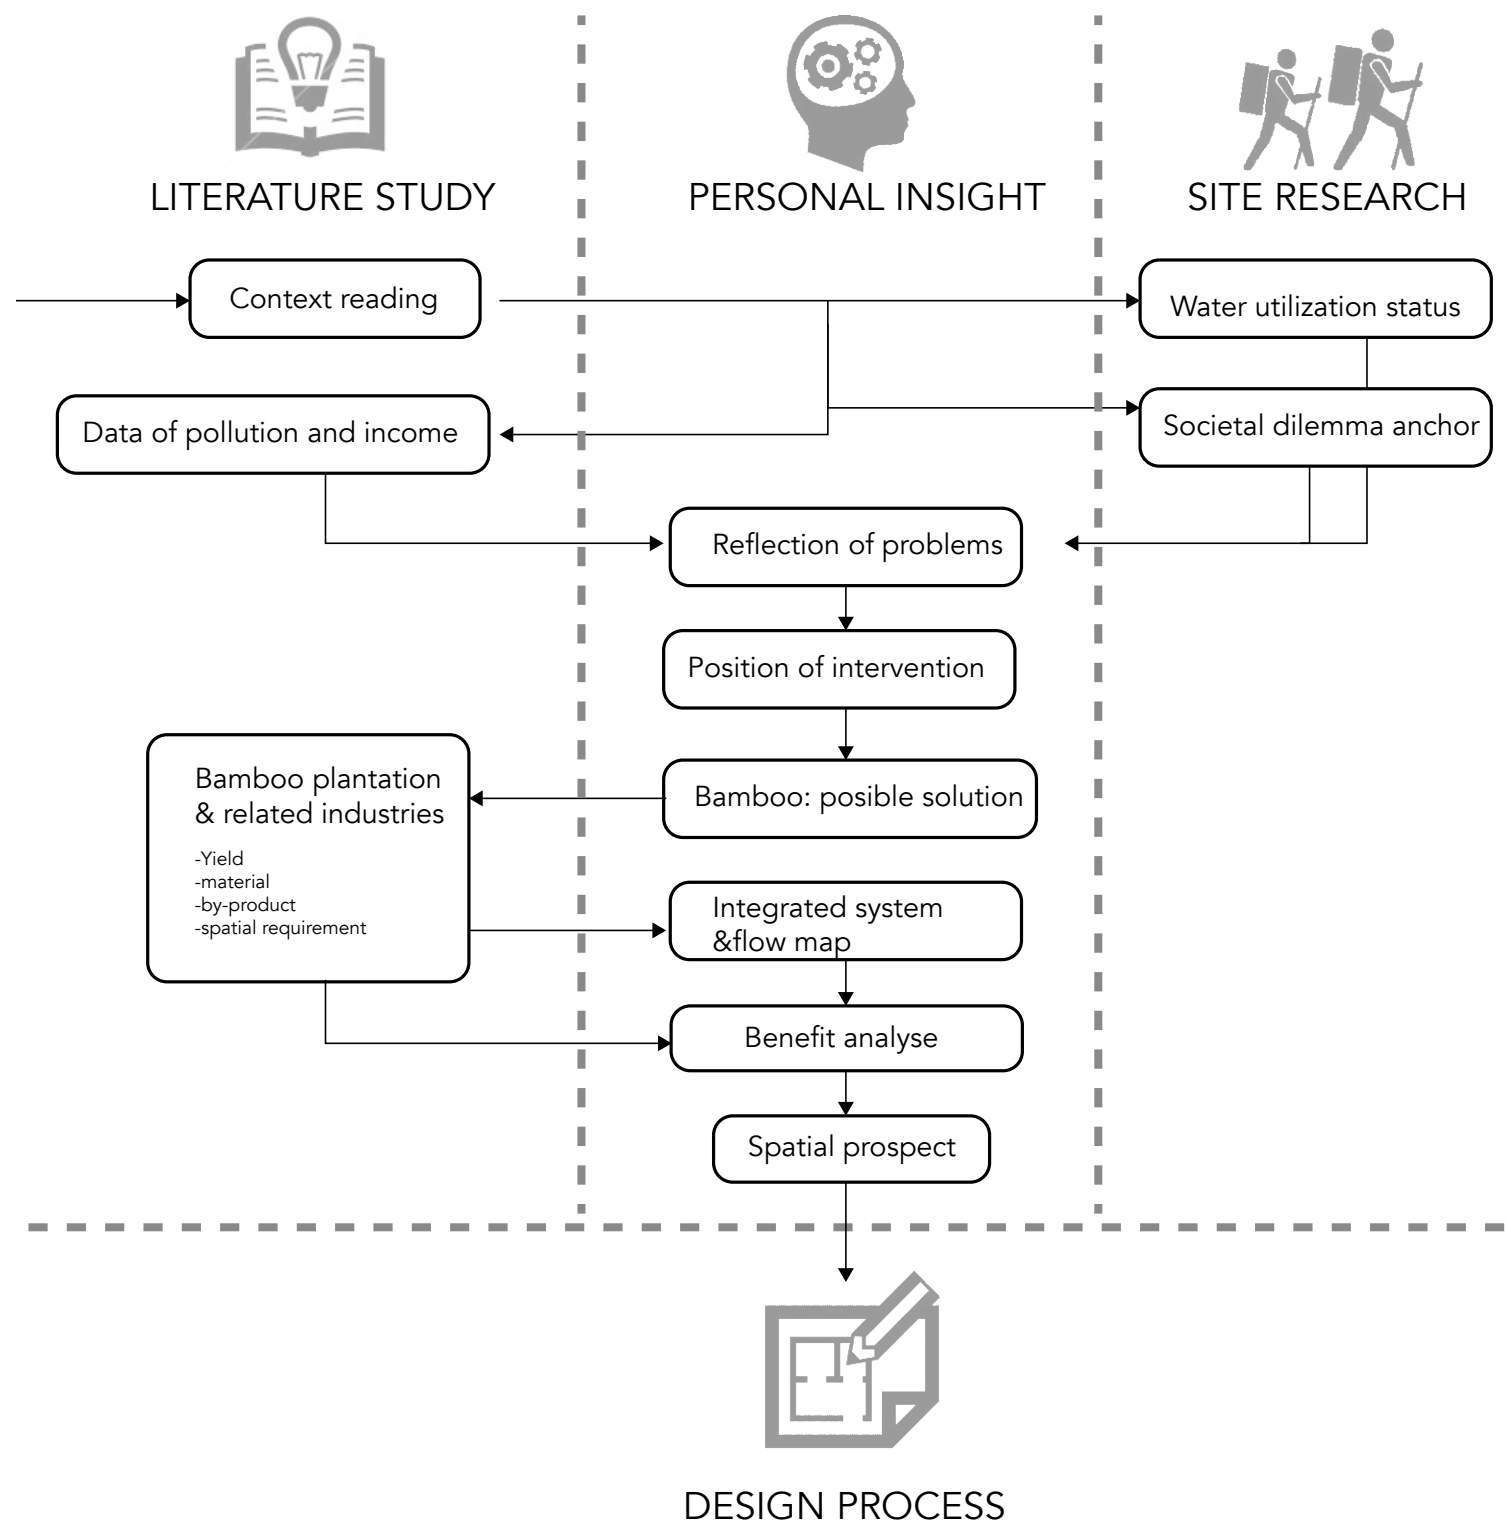 LITERATURE STUDY
PERSONAL INSIGHT
SITE RESEARCH
Context reading
Water utilization status
Data of pollution and income
Societal dilemma anchor
Reflection of problems
Position of intervention
Bamboo plantation
& related industries
-Yield
-material
-by-product
-spatial requirement
Bamboo: posible solution
Integrated system
&flow map
Benefit analyse
Spatial prospect
DESIGN PROCESS